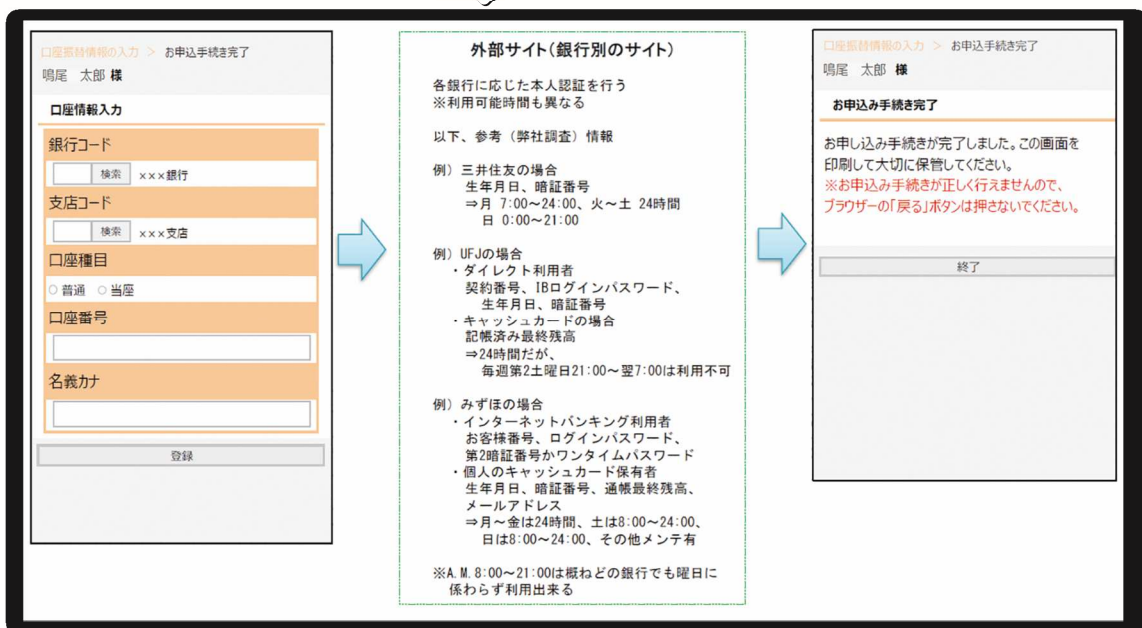 口座振替情報の入力 > お申込手続き完了
鳴尾 太郎 様
口座情報入力
銀行コード
検索 ×××銀行
支店コード
検索 ×××支店
口座種目
普通 当座
口座番号
名義カナ
登録
外部サイト(銀行別のサイト)
各銀行に応じた本人認証を行う
※利用可能時間も異なる
以下、参考（弊社調査）情報
例）三井住友の場合
生年月日、暗証番号
⇒月 7:00～24:00、火～土 24時間
日 0:00～21:00
例）UFJの場合
・ダイレクト利用者
契約番号、IBログインパスワード、
生年月日、暗証番号
・キャッシュカードの場合
記帳済み最終残高
⇒24時間だが、
毎週第2土曜日21:00～翌7:00は利用不可
例）みずほの場合
・インターネットバンキング利用者
お客様番号、ログインパスワード、
第2暗証番号かワンタイムパスワード
・個人のキャッシュカード保有者
生年月日、暗証番号、通帳最終残高、
メールアドレス
⇒月～金は24時間、土は8:00～24:00、
日は8:00～24:00、その他メンテ有
※A.M.8:00～21:00は概ねどの銀行でも曜日に
係わらず利用出来る
口座振替情報の入力 > お申込手続き完了
鳴尾 太郎 様
お申込み手続き完了
お申し込み手続きが完了しました。この画面を
印刷して大切に保管してください。
※お申込み手続きが正しく行えませんので、
ブラウザーの「戻る」ボタンは押さないでください。
終了